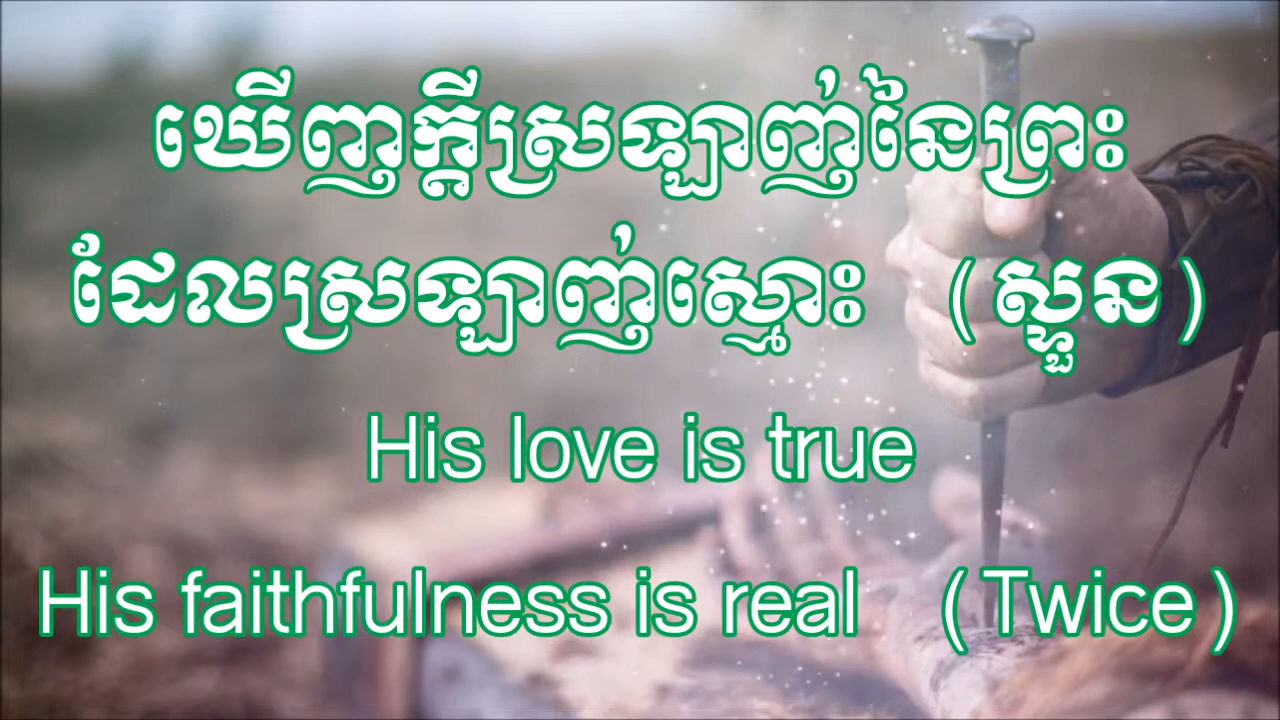 ឃើញក្តីស្រឡាញ់នៃព្រះ
ដែលស្រឡាញ់ស្មោះ (ស្ទួន)
His love is true
His faithfulness is real (Twice)